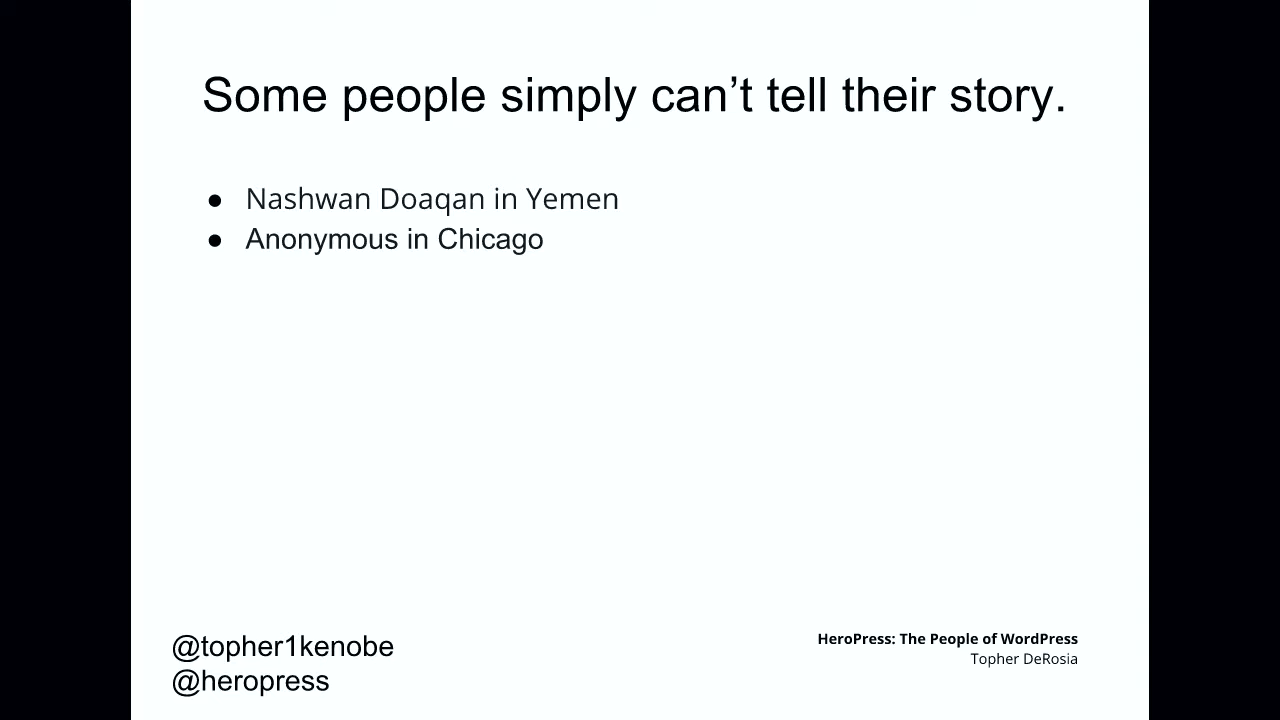 Some people simply can’t tell their story.
● Nashwan Doaqan in Yemen
● Anonymous in Chicago
@topher1kenobe
@heropress
HeroPress: The People of WordPress
Topher DeRosia